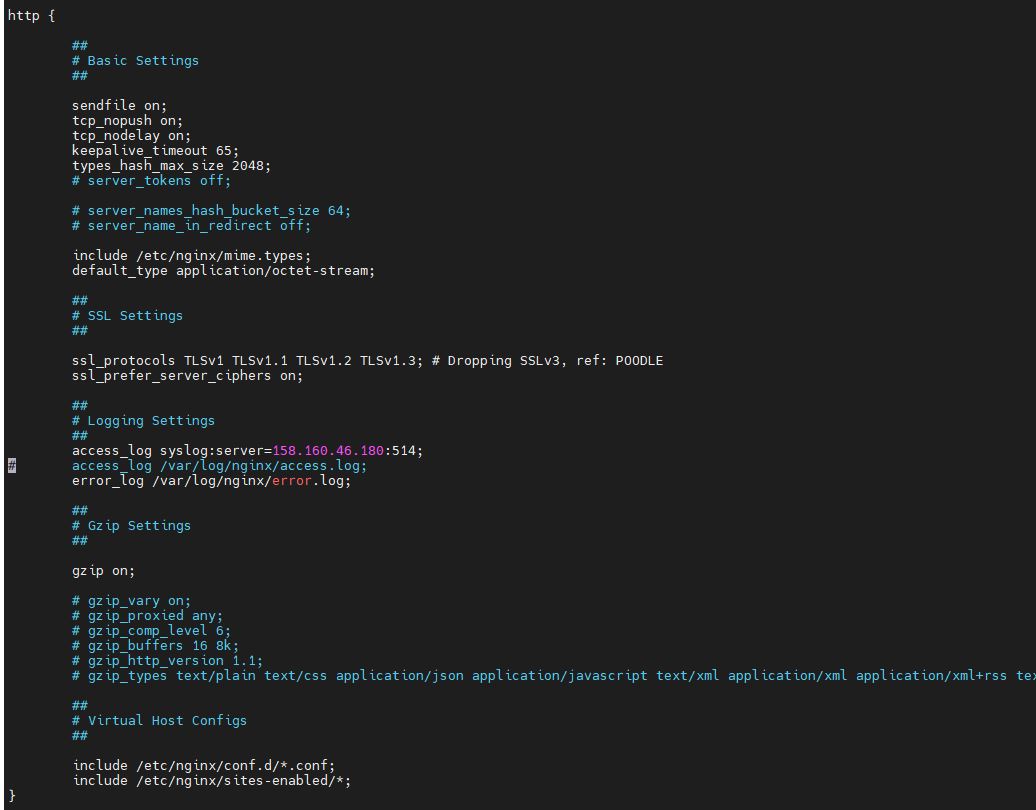 http {
##
# Basic Settings
##
sendfile on;
tcp_nopush on;
tcp_nodelay on;
keepalive_timeout 65;
types_hash_max_size 2048;
# server_tokens off;
# server_names_hash_bucket_size 64;
# server_name_in_redirect off;
include /etc/nginx/mime.types;
default_type application/octet-stream;
##
# SSL Settings
##
ssl_protocols TLSv1 TLSv1.1 TLSv1.2 TLSv1.3; # Dropping SSLv3, ref: POODLE
ssl_prefer_server_ciphers on;
##
# Logging Settings
##
access_log syslog:server=158.160.46.180:514;
# access_log /var/log/nginx/access.log;
error_log /var/log/nginx/error.log;
##
# Gzip Settings
##
gzip on;
# gzip_vary on;
# gzip_proxied any;
# gzip_comp_level 6;
# gzip_buffers 16 8k;
# gzip_http_version 1.1;
# gzip_types text/plain text/css application/json application/javascript text/xml application/xml application/xml+rss tex
##
# Virtual Host Configs
##
include /etc/nginx/conf.d/*.conf;
include /etc/nginx/sites-enabled/*;
}